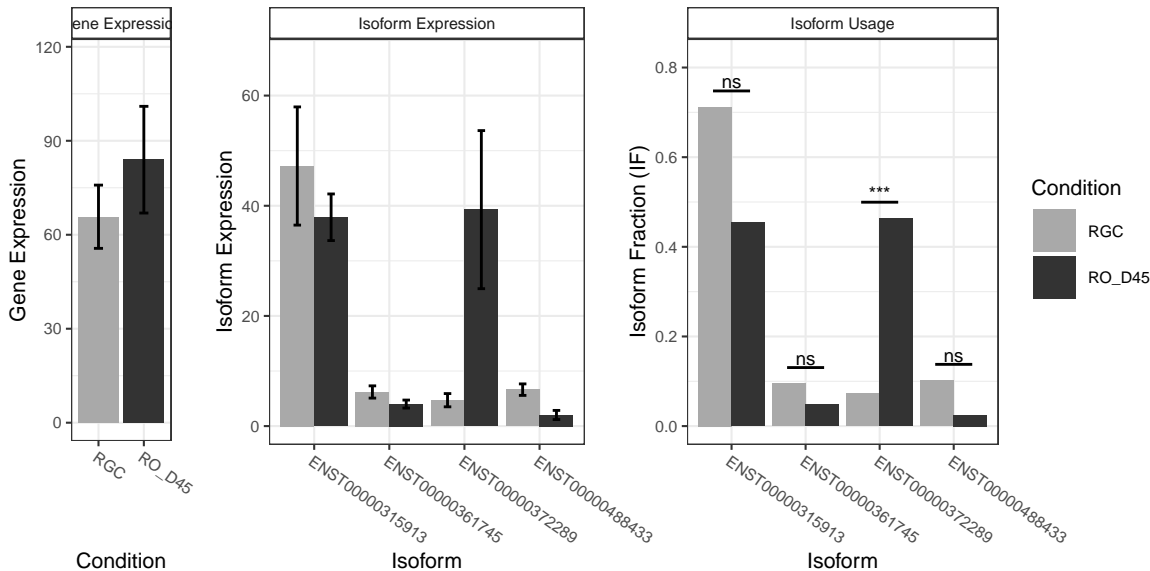 ene Expressio
Gene Expression
120
90
60
30
0
RGC
RO_D45
Condition
Isoform Expression
Isoform Expression
60
40
20
0
ENST00000315913
ENST00000361745
ENST00000372289
ENST00000488433
Isoform
Isoform Usage
Isoform Fraction (IF)
0.8
0.6
0.4
0.2
0.0
ns
ns
***
ns
ENST00000315913
ENST00000361745
ENST00000372289
ENST00000488433
Isoform
Condition
RGC
RO_D45